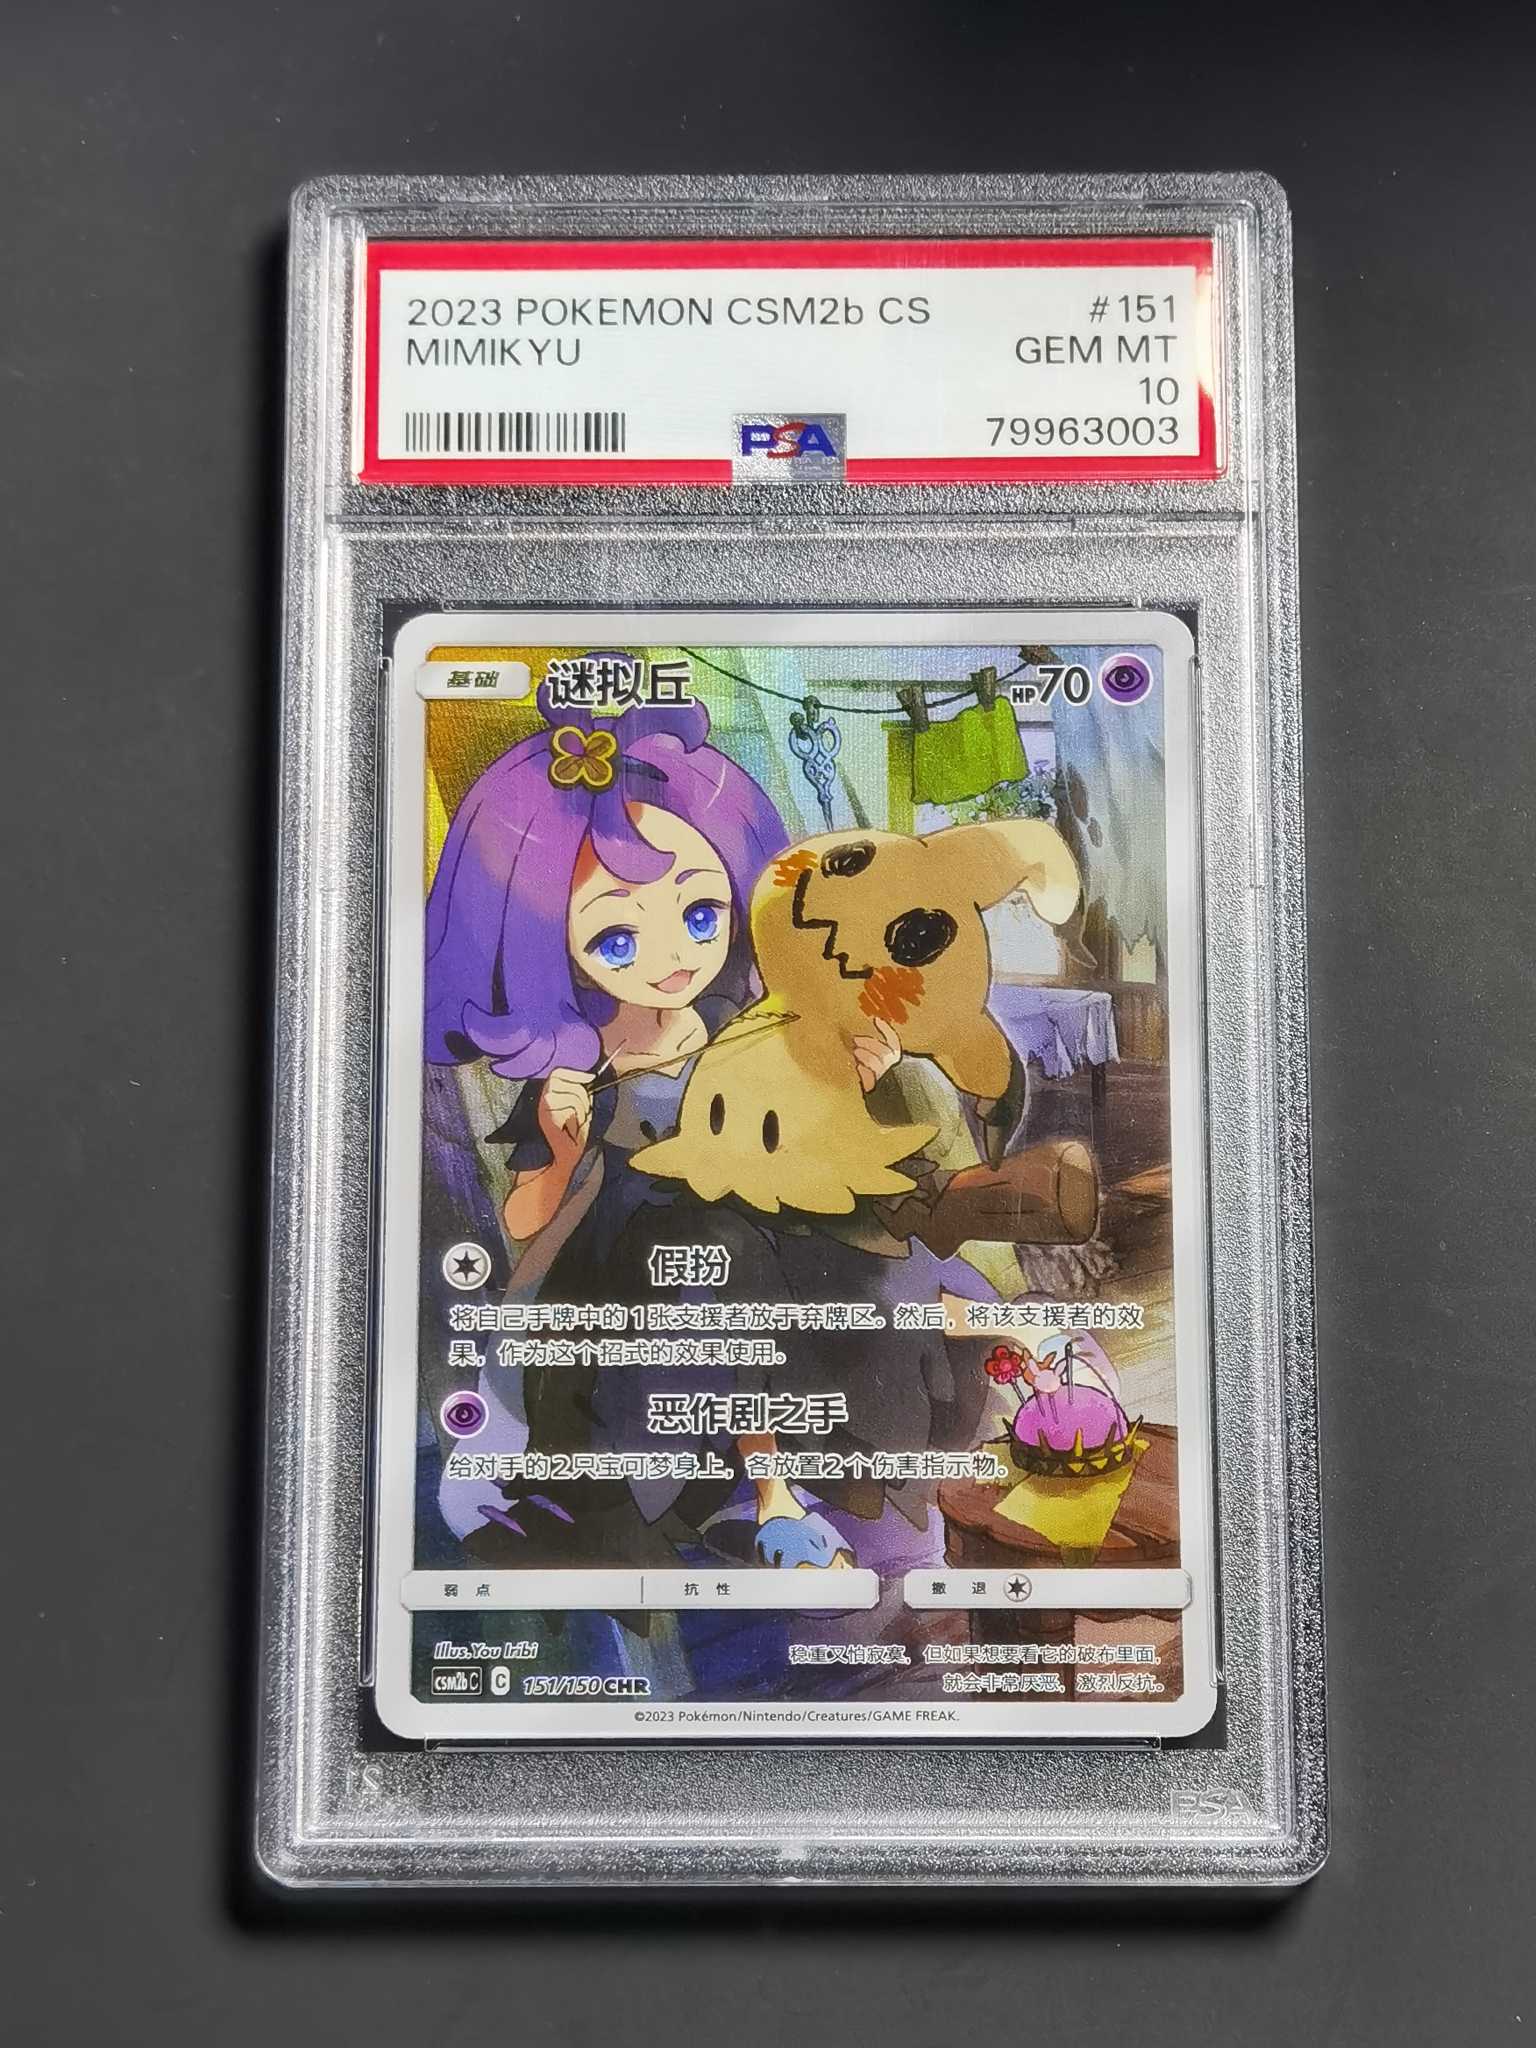 2023 POKEMON CSM2b CS #151
MIMIKYU GEM MT
10
PSA 79963003
基础 谜拟丘 HP70
假扮
将自己手牌中的1张支援者放于弃牌区。然后，将该支援者的效
果，作为这个招式的效果使用。
恶作剧之手
给对手的2只宝可梦身上，各放置2个伤害指示物。
弱点 抗性 撤退
Illus.You Iribi
稳重又怕寂寞，但如果想要看它的破布里面，
就会非常厌恶，激烈反抗。
CSM2b C C 151/150 CHR
©2023 Pokémon/Nintendo/Creatures/GAME FREAK.
PSA